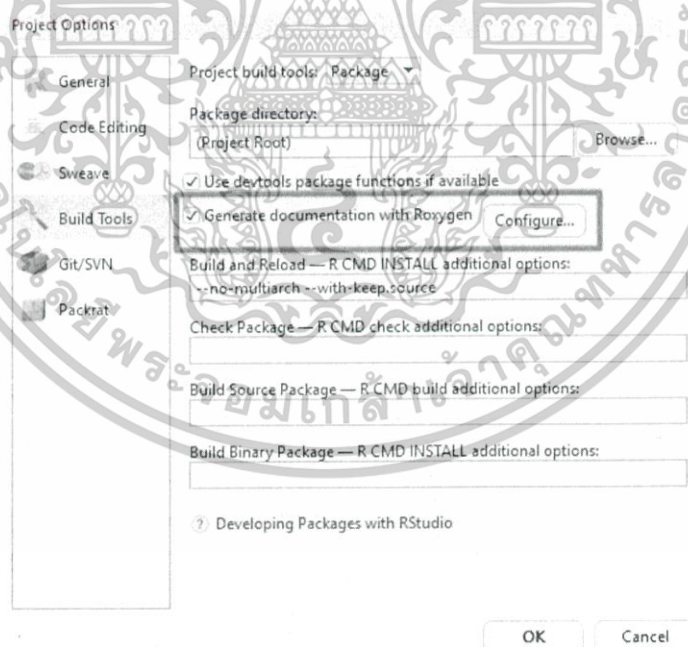 Project Options
General
Code Editing
Sweave
Build Tools
Git/SVN
Packrat
Project build tools: Package
Package directory:
(Project Root)
Browse...
Use devtools package functions if available
Generate documentation with Roxygen
Configure...
Build and Reload — R CMD INSTALL additional options:
--no-multiarch --with-keep.source
Check Package — R CMD check additional options:
Build Source Package — R CMD build additional options:
Build Binary Package — R CMD INSTALL additional options:
? Developing Packages with RStudio
OK
Cancel